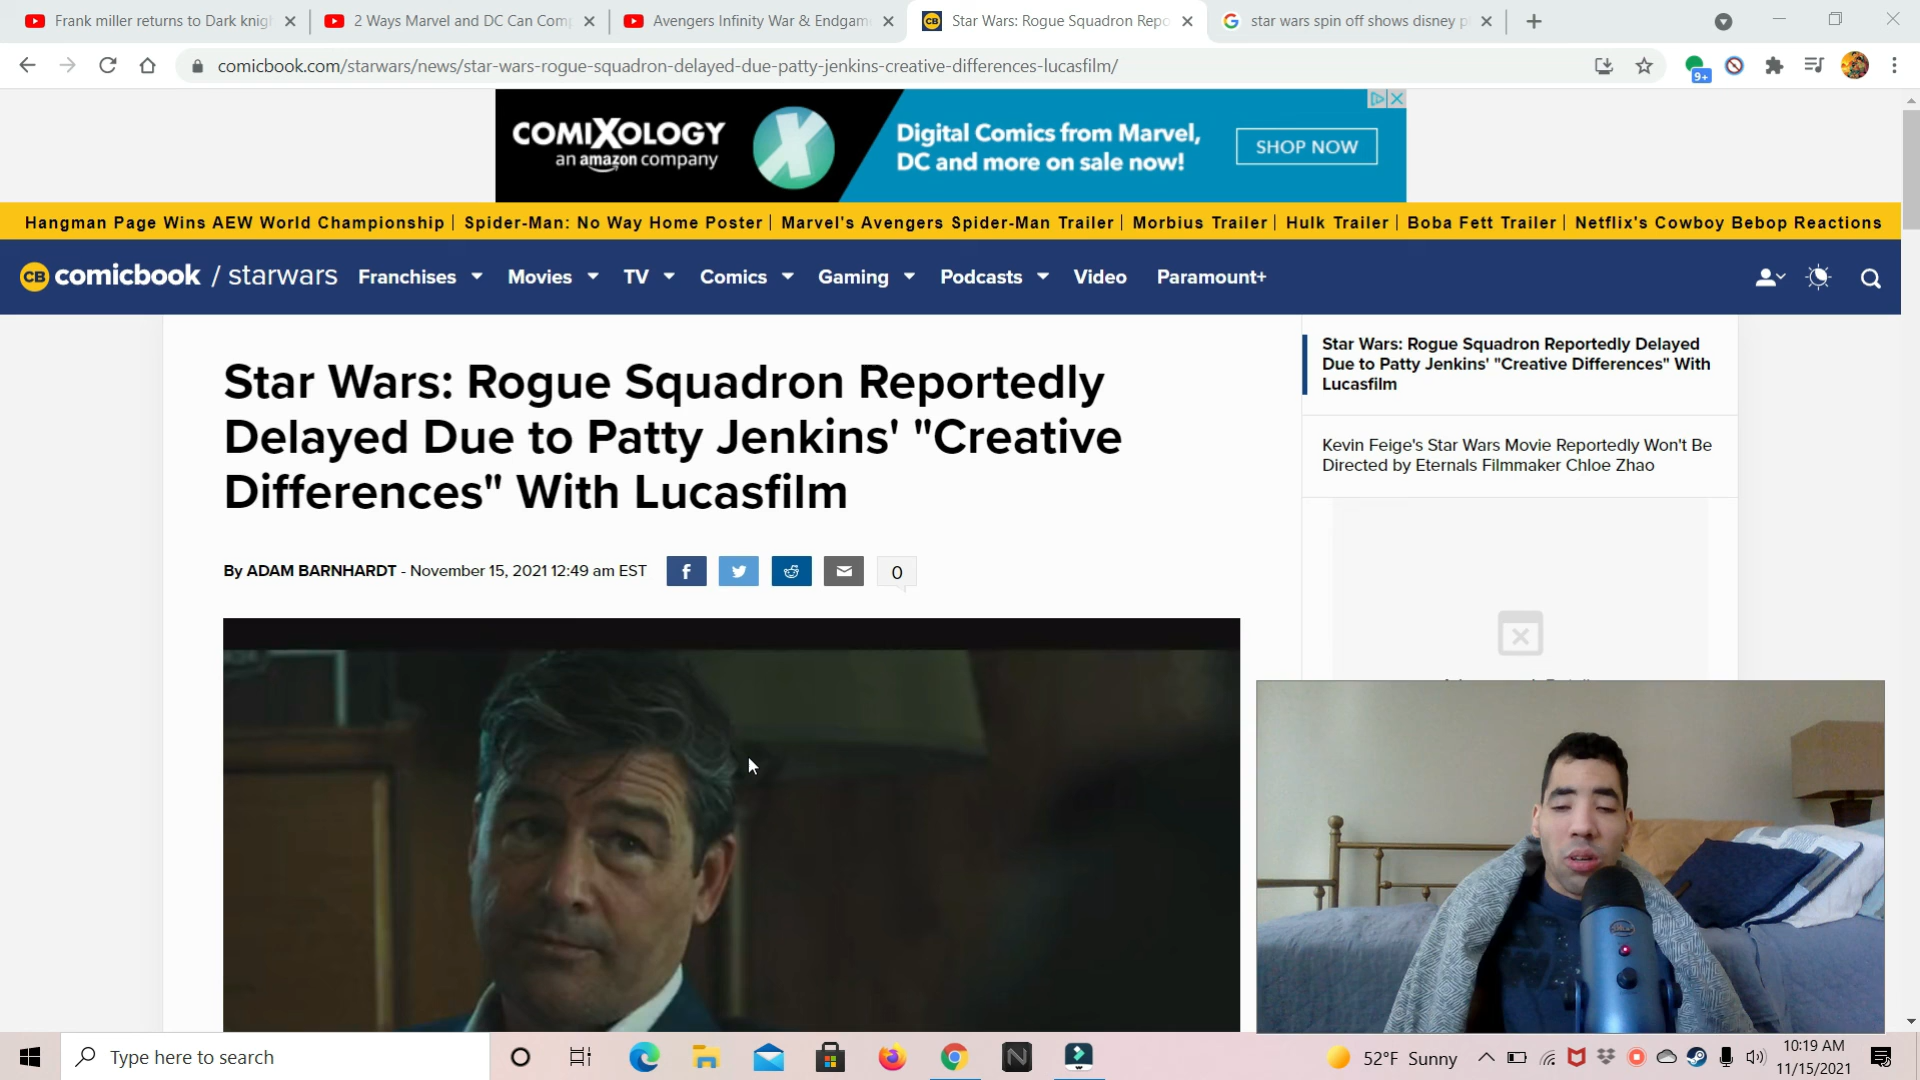 Frank miller returns to Dark knig
2 Ways Marvel and DC Can Com
Avengers Infinity War & Endgam
Star Wars: Rogue Squadron Repo
star wars spin off shows disney p
comicbook.com/starwars/news/star-wars-rogue-squadron-delayed-due-patty-jenkins-creative-differences-lucasfilm/
9+
COMIXOLOGY
an amazon company
Digital Comics from Marvel,
DC and more on sale now!
SHOP NOW
Hangman Page Wins AEW World Championship | Spider-Man: No Way Home Poster | Marvel's Avengers Spider-Man Trailer | Morbius Trailer | Hulk Trailer | Boba Fett Trailer | Netflix's Cowboy Bebop Reactions
CB comicbook / starwars Franchises Movies TV Comics Gaming Podcasts Video Paramount+
Star Wars: Rogue Squadron Reportedly
Delayed Due to Patty Jenkins' "Creative
Differences" With Lucasfilm
By ADAM BARNHARDT - November 15, 2021 12:49 am EST
0
Star Wars: Rogue Squadron Reportedly Delayed
Due to Patty Jenkins' "Creative Differences" With
Lucasfilm
Kevin Feige's Star Wars Movie Reportedly Won't Be
Directed by Eternals Filmmaker Chloe Zhao
Type here to search
52°F Sunny
10:19 AM
11/15/2021